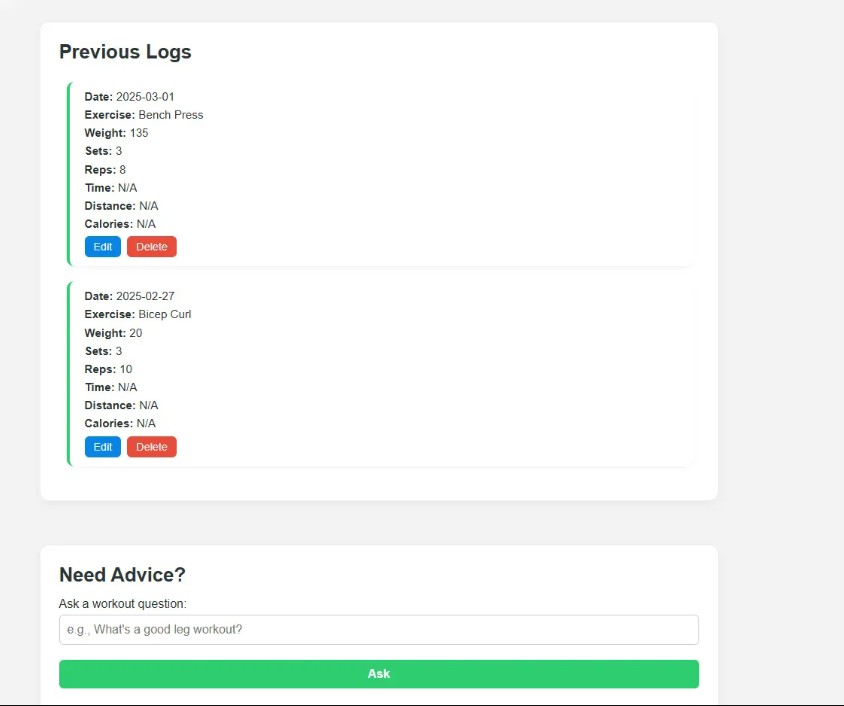 Previous Logs
Date: 2025-03-01
Exercise: Bench Press
Weight: 135
Sets: 3
Reps: 8
Time: N/A
Distance: N/A
Calories: N/A
Edit Delete
Date: 2025-02-27
Exercise: Bicep Curl
Weight: 20
Sets: 3
Reps: 10
Time: N/A
Distance: N/A
Calories: N/A
Edit Delete
Need Advice?
Ask a workout question:
e.g., What's a good leg workout?
Ask